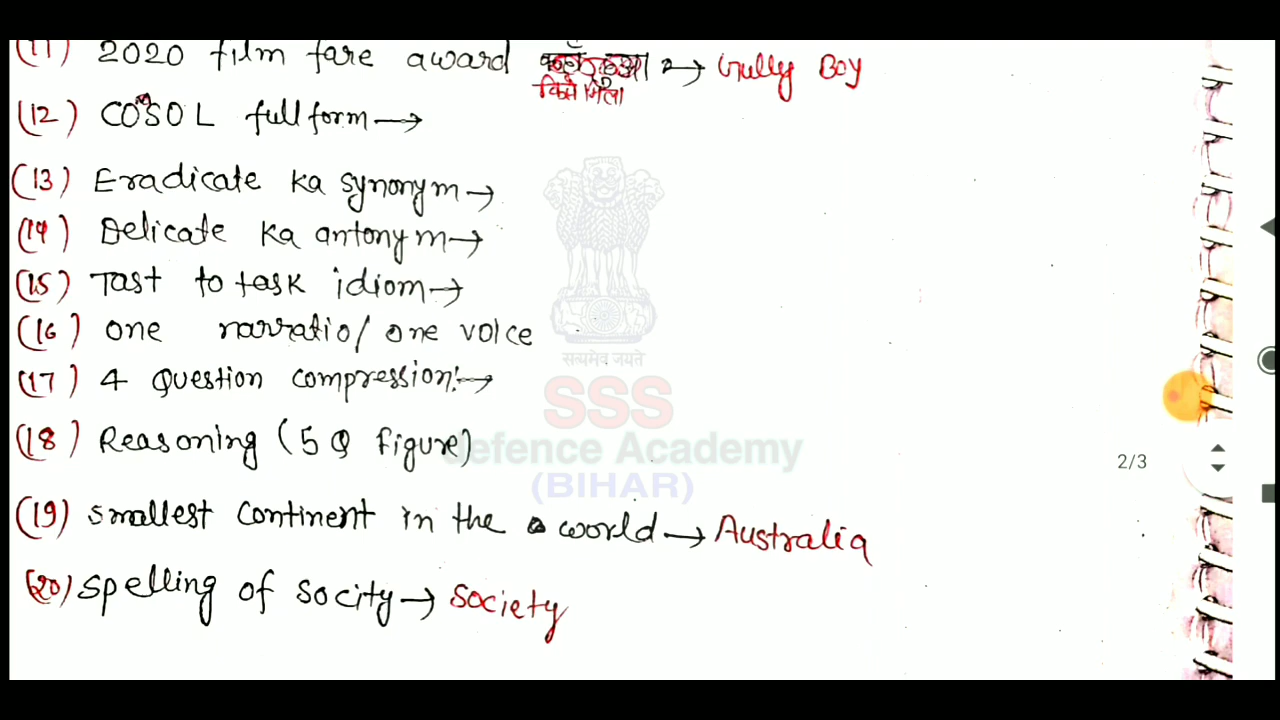 (11) 2020 film fare award किसे मिला → Gully Boy
(12) COSOL full form →
(13) Eradicate ka synonym →
(14) Delicate ka antonym →
(15) Tast to task idiom →
(16) one narratio/ one voice
(17) 4 Question compression:→
(18) Reasoning (5 Q figure)
(19) smallest continent in the world → Australia
(20) spelling of socity → society
सत्यमेव जयते
SSS
defence Academy
(BIHAR)
2/3